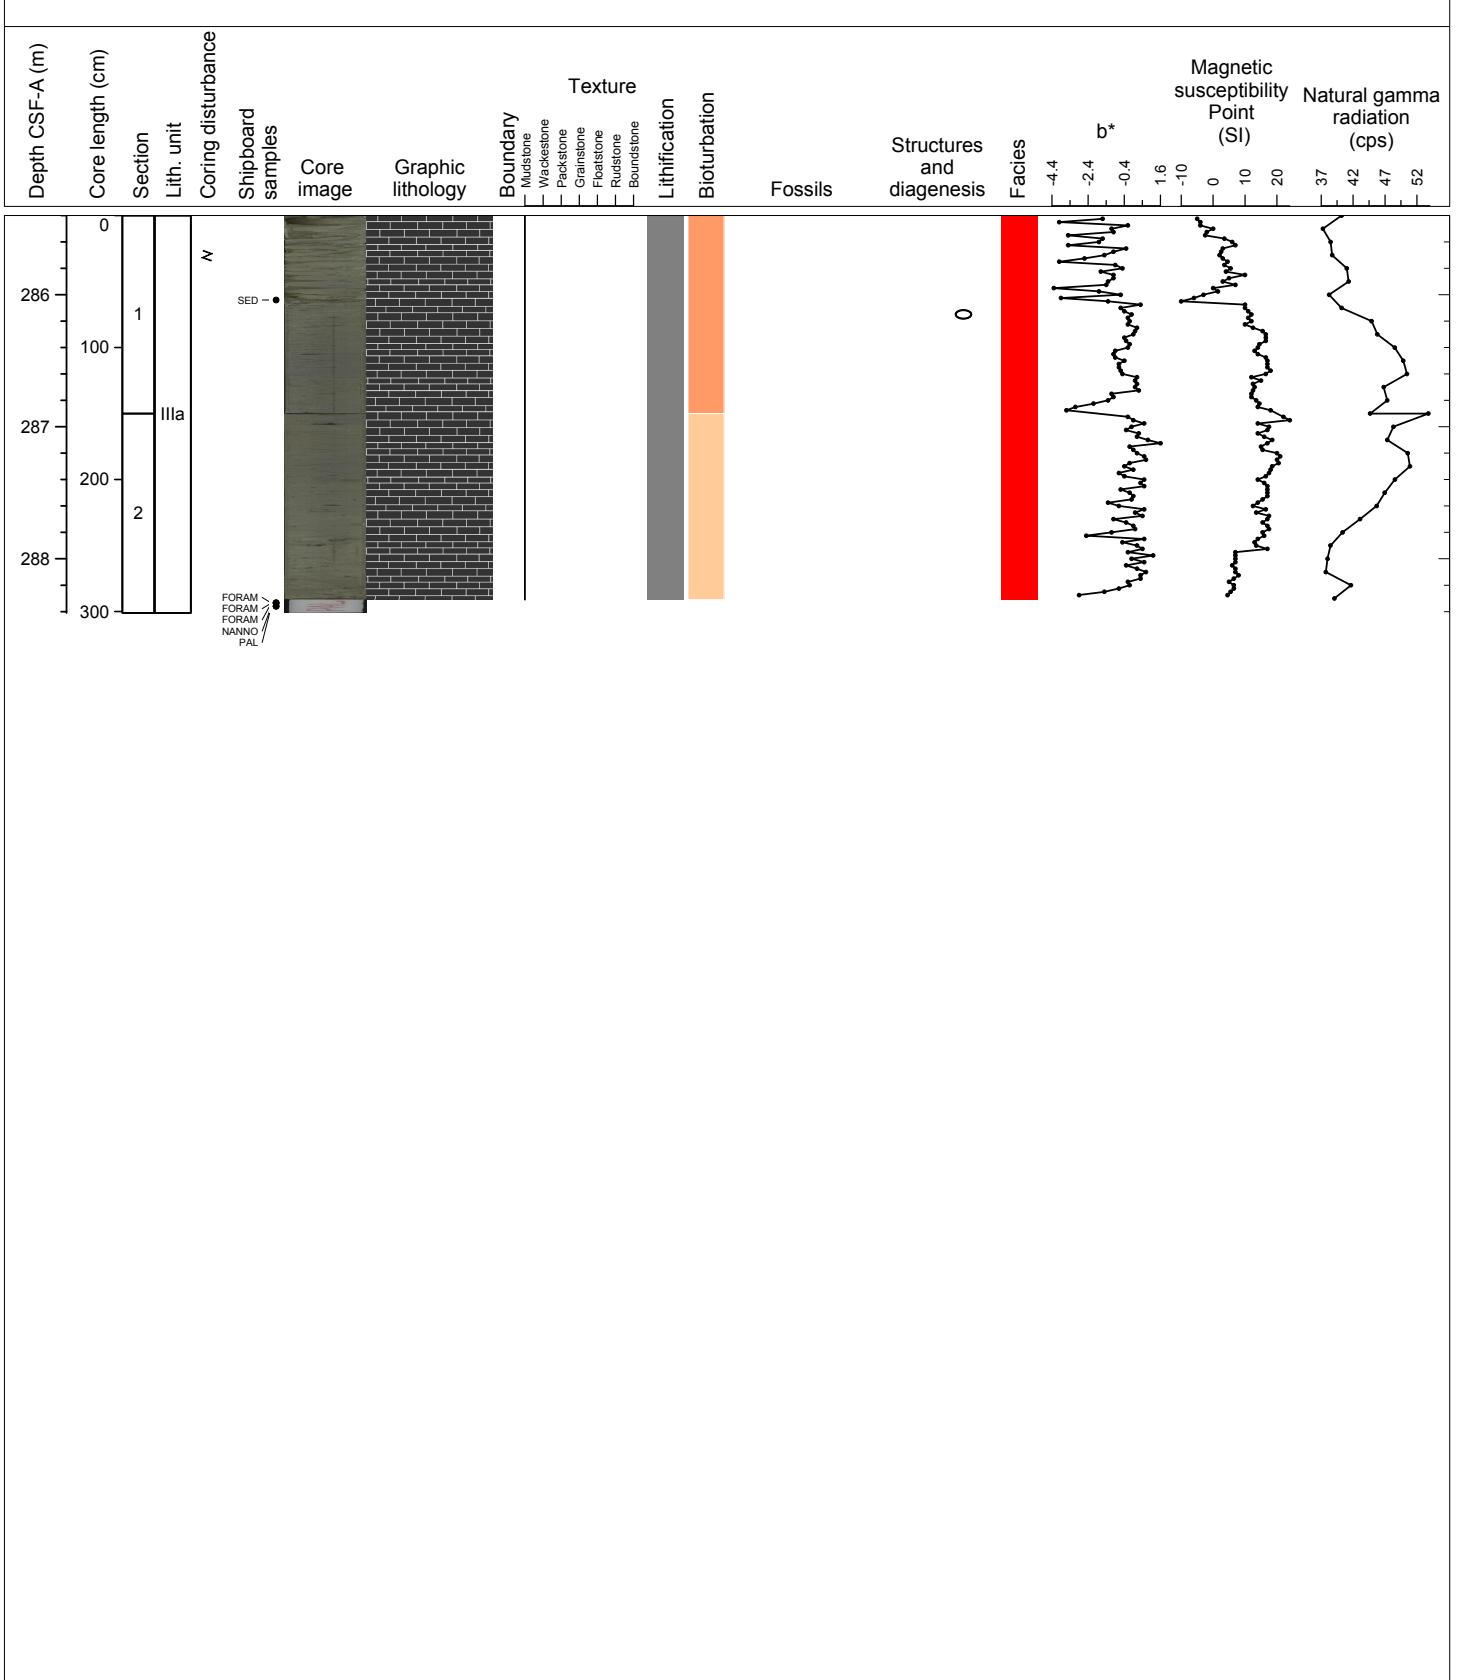 Depth CSF-A (m)
Core length (cm)
Section
Lith. unit
Coring disturbance
Shipboard
samples
Core
image
Graphic
lithology
Boundary
Texture
Mudstone
Wackestone
Packstone
Grainstone
Floatstone
Rudstone
Boundstone
Lithification
Bioturbation
Fossils
Structures
and
diagenesis
Facies
b*
-4.4
-2.4
-0.4
1.6
Magnetic
susceptibility
Point
(SI)
-10
0
10
20
Natural gamma
radiation
(cps)
37
42
47
52
0
286
SED
1
100
IIIa
287
200
2
288
300
FORAM
FORAM
FORAM
NANNO
PAL